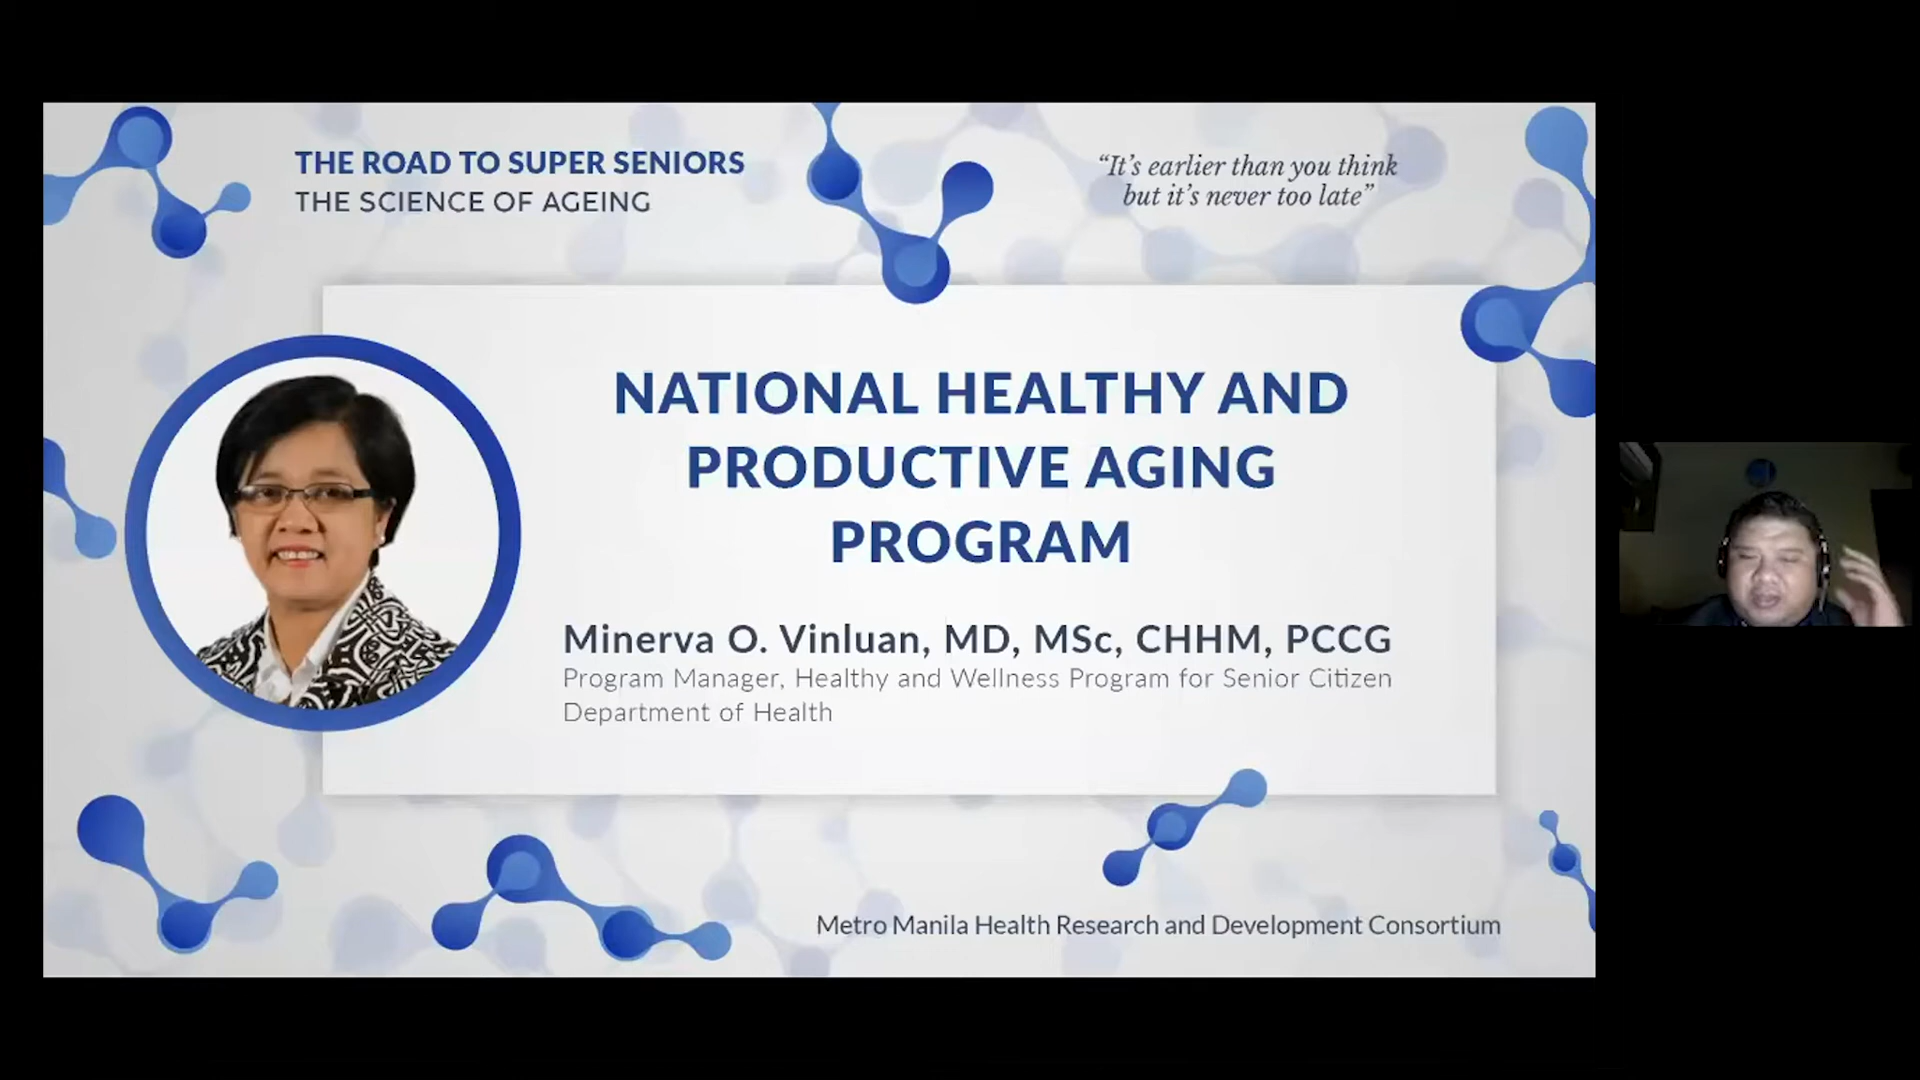 THE ROAD TO SUPER SENIORS
THE SCIENCE OF AGEING
“It’s earlier than you think
but it’s never too late”
NATIONAL HEALTHY AND
PRODUCTIVE AGING
PROGRAM
Minerva O. Vinluan, MD, MSc, CHHM, PCCG
Program Manager, Healthy and Wellness Program for Senior Citizen
Department of Health
Metro Manila Health Research and Development Consortium